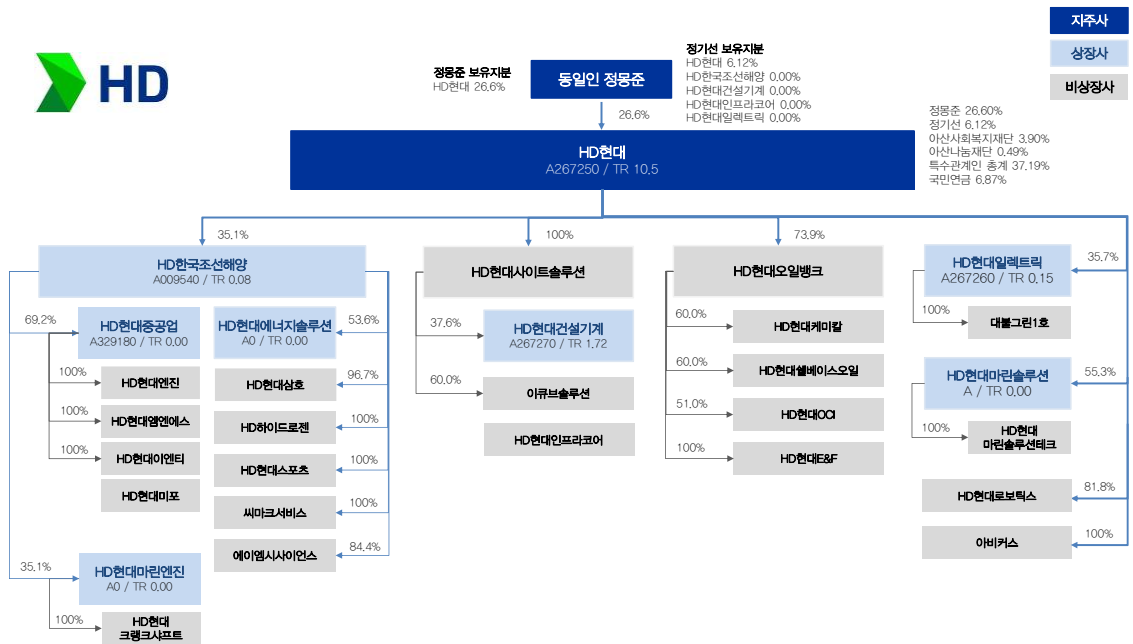 지주사
상장사
비상장사
HD
정몽준 보유지분
HD현대 26.6%
동일인 정몽준
정기선 보유지분
HD현대 6.12%
HD한국조선해양 0.00%
HD현대건설기계 0.00%
HD현대인프라코어 0.00%
HD현대일렉트릭 0.00%
26.6%
HD현대
A267250 / TR 10.5
정몽준 26.60%
정기선 6.12%
아산사회복지재단 3.90%
아산나눔재단 0.49%
특수관계인 총계 37.19%
국민연금 6.87%
35.1%
HD한국조선해양
A009540 / TR 0.08
69.2%
HD현대중공업
A329180 / TR 0.00
100%
HD현대엔진
100%
HD현대엠엔에스
100%
HD현대이엔티
HD현대미포
35.1%
HD현대마린엔진
A0 / TR 0.00
100%
HD현대
크랭크샤프트
HD현대에너지솔루션
A0 / TR 0.00
53.6%
HD현대삼호
96.7%
HD하이드로젠
100%
HD현대스포츠
100%
씨마크서비스
100%
에이엠시사이언스
84.4%
100%
HD현대사이트솔루션
37.6%
HD현대건설기계
A267270 / TR 1.72
60.0%
이큐브솔루션
HD현대인프라코어
73.9%
HD현대오일뱅크
60.0%
HD현대케미칼
60.0%
HD현대쉘베이스오일
51.0%
HD현대OCI
100%
HD현대E&F
HD현대일렉트릭
A267260 / TR 0.15
35.7%
100%
대불그린1호
HD현대마린솔루션
A / TR 0.00
55.3%
100%
HD현대
마린솔루션테크
HD현대로보틱스
81.8%
아비커스
100%